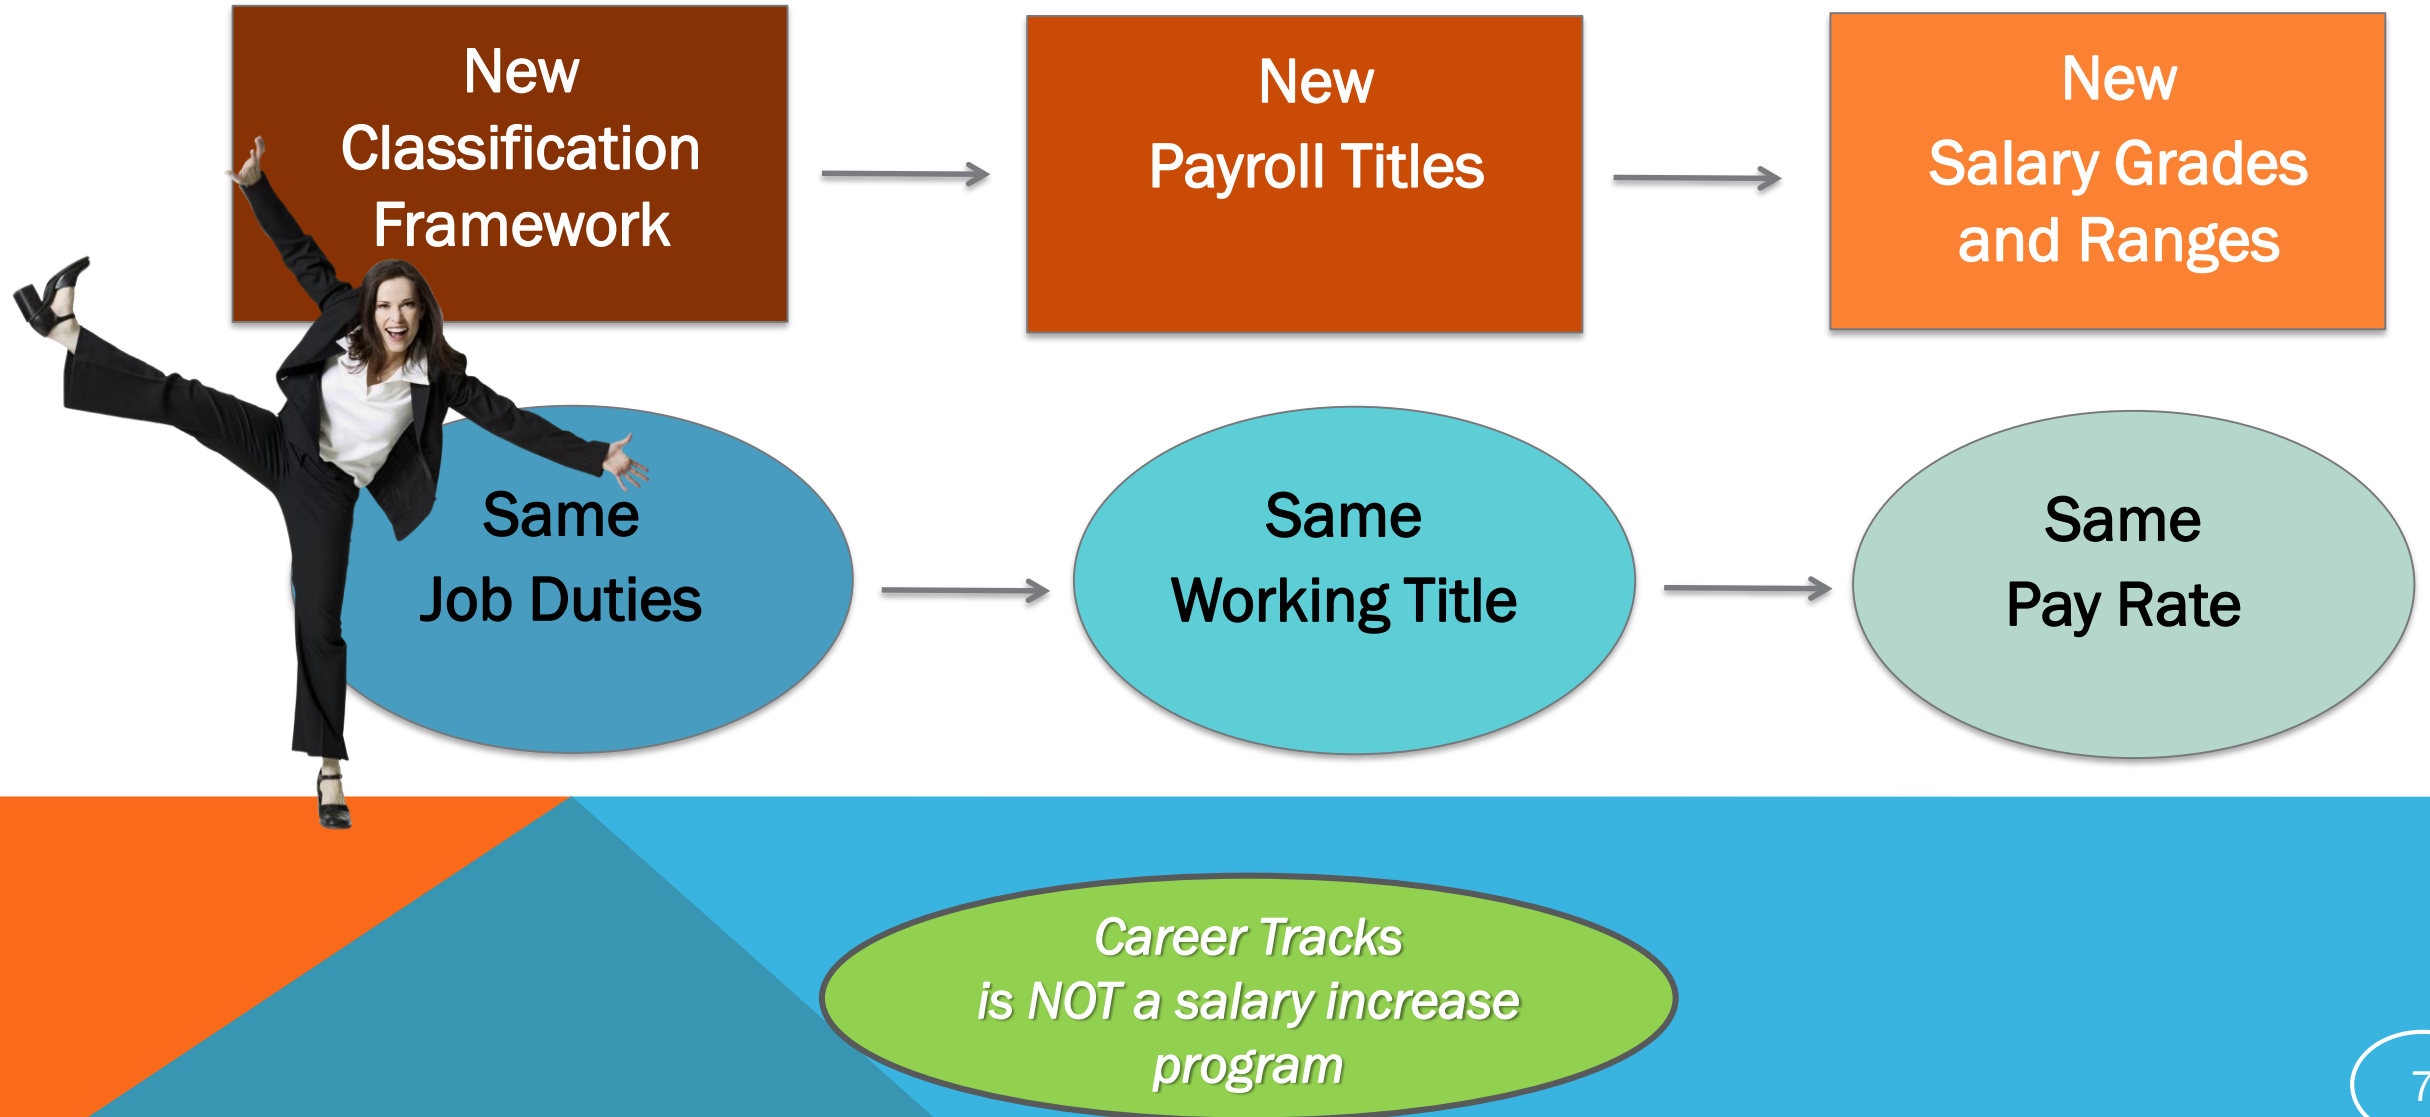 New
Classification
Framework
New
Payroll Titles
New
Salary Grades
and Ranges
Same
Job Duties
Same
Working Title
Same
Pay Rate
Career Tracks
is NOT a salary increase
program
7